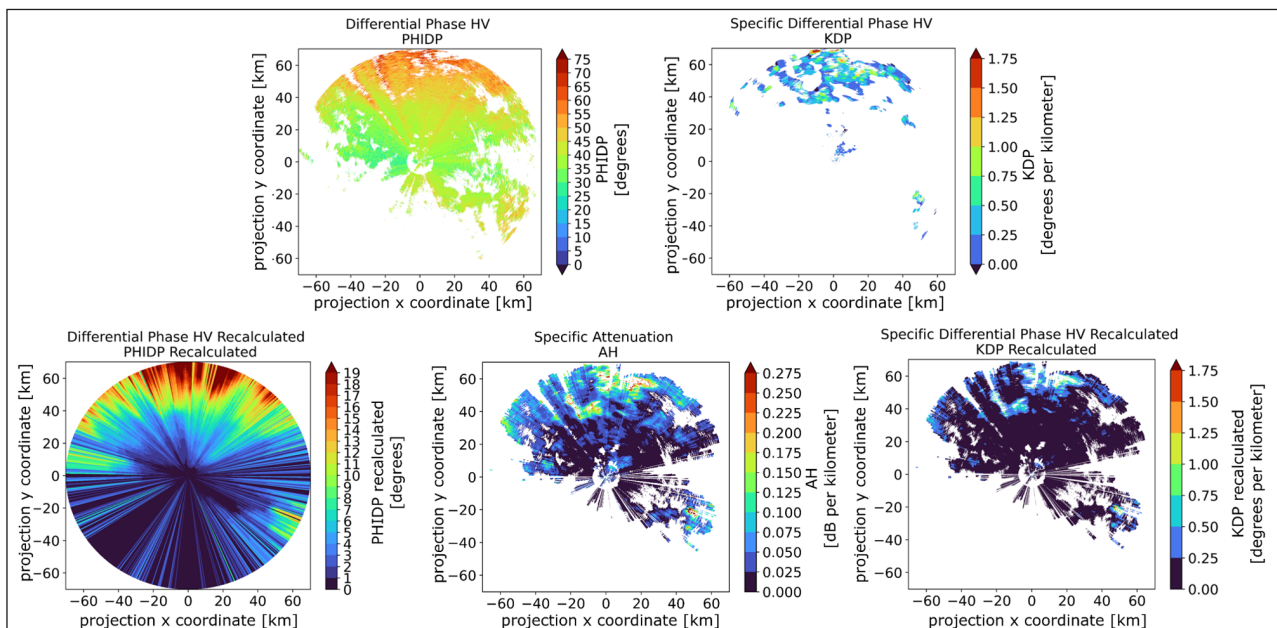 Differential Phase HV
PHIDP
60
40
20
0
-20
-40
-60
projection y coordinate [km]
−60 −40 −20 0 20 40 60
projection x coordinate [km]
75
70
65
60
55
50
45
40
35
30
25
20
15
10
5
0
PHIDP
[degrees]
Specific Differential Phase HV
KDP
60
40
20
0
-20
-40
-60
projection y coordinate [km]
−60 −40 −20 0 20 40 60
projection x coordinate [km]
1.75
1.50
1.25
1.00
0.75
0.50
0.25
0.00
KDP
[degrees per kilometer]
Differential Phase HV Recalculated
PHIDP Recalculated
60
40
20
0
−20
−40
−60
projection y coordinate [km]
−60 −40 −20 0 20 40 60
projection x coordinate [km]
19
18
17
16
15
14
13
12
11
10
9
8
7
6
5
4
3
2
1
0
PHIDP recalculated
[degrees]
Specific Attenuation
AH
60
40
20
0
−20
−40
−60
projection y coordinate [km]
−60 −40 −20 0 20 40 60
projection x coordinate [km]
0.275
0.250
0.225
0.200
0.175
0.150
0.125
0.100
0.075
0.050
0.025
0.000
AH
[dB per kilometer]
Specific Differential Phase HV Recalculated
KDP Recalculated
60
40
20
0
−20
−40
−60
projection y coordinate [km]
−60 −40 −20 0 20 40 60
projection x coordinate [km]
1.75
1.50
1.25
1.00
0.75
0.50
0.25
0.00
KDP recalculated
[degrees per kilometer]